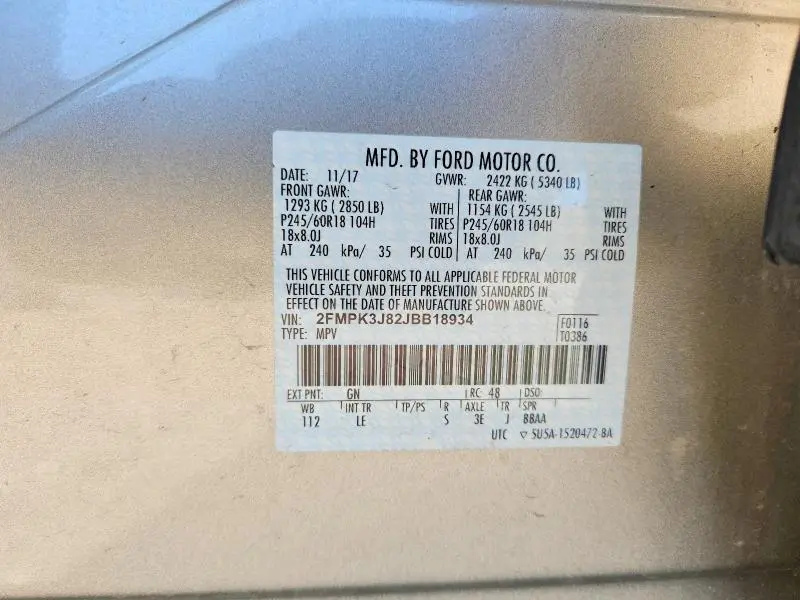 MFD. BY FORD MOTOR CO.
DATE: 11/17 GVWR: 2422 KG ( 5340 LB)
FRONT GAWR: REAR GAWR:
1293 KG ( 2850 LB) WITH 1154 KG ( 2545 LB) WITH
P245/60R18 104H TIRES P245/60R18 104H TIRES
18x8.0J RIMS 18x8.0J RIMS
AT 240 kPa/ 35 PSI COLD AT 240 kPa/ 35 PSI COLD
THIS VEHICLE CONFORMS TO ALL APPLICABLE FEDERAL MOTOR
VEHICLE SAFETY AND THEFT PREVENTION STANDARDS IN
EFFECT ON THE DATE OF MANUFACTURE SHOWN ABOVE.
VIN: 2FMPK3J82JBB18934 F0116
TYPE: MPV T0386
EXT PNT: GN RC: 48 DSO:
WB INT TR TP/PS R AXLE TR SPR
112 LE S 3E J BBAA
UTC ▽ SU5A-1520472-BA